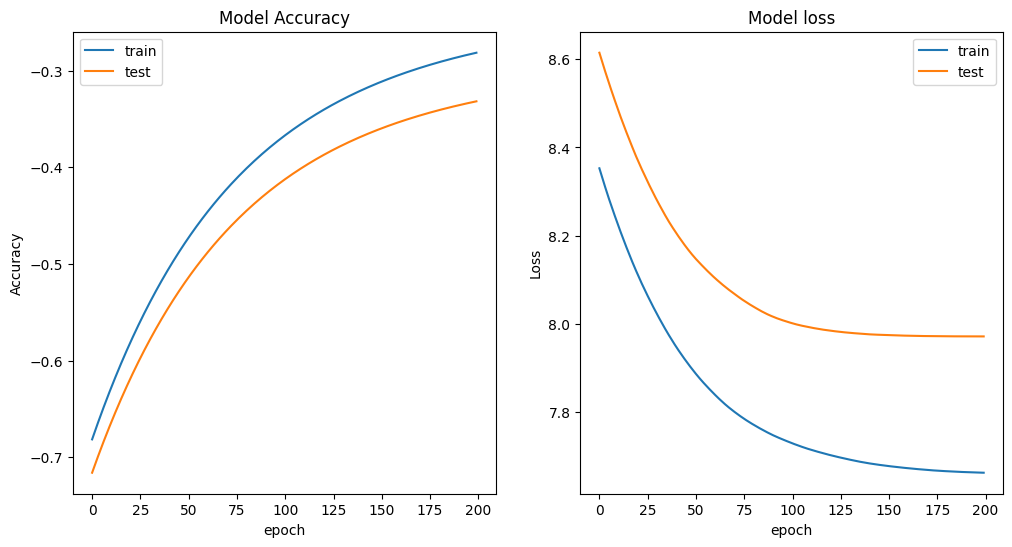 Model Accuracy
train
test
−0.3
−0.4
−0.5
−0.6
−0.7
Accuracy
0 25 50 75 100 125 150 175 200
epoch
Model loss
train
test
8.6
8.4
8.2
8.0
7.8
Loss
0 25 50 75 100 125 150 175 200
epoch